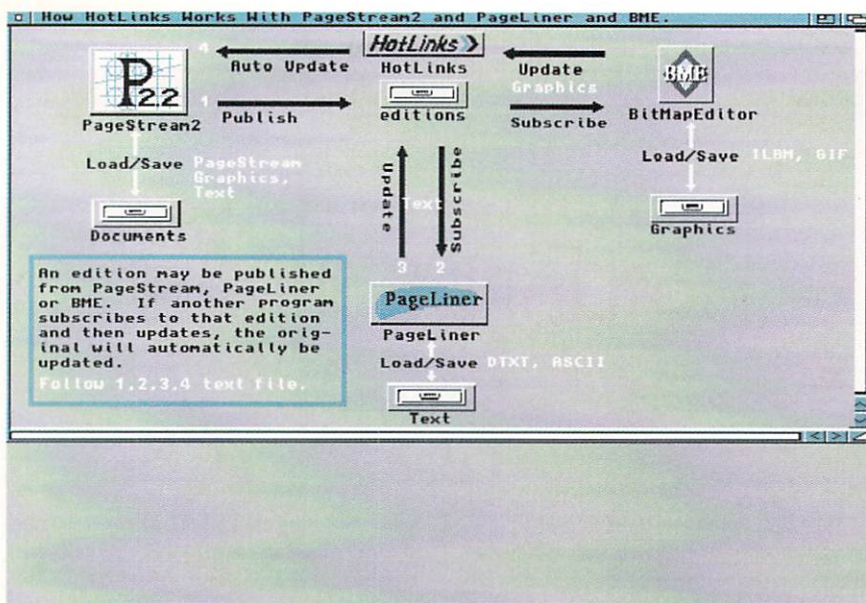 How HotLinks Works With PageStream2 and PageLiner and BME.
4
HotLinks
Auto Update
HotLinks
Update
Graphics
BME
P22
1
Publish
editions
Subscribe
PageStream2
BitMapEditor
Load/Save PageStream
Graphics,
Text
Load/Save ILBM, GIF
Update
Text
Subscribe
Documents
Graphics
3
2
An edition may be published
from PageStream, PageLiner
or BME. If another program
subscribes to that edition
and then updates, the orig-
inal will automatically be
updated.
Follow 1,2,3,4 text file.
PageLiner
PageLiner
Load/Save DTXT, ASCII
Text